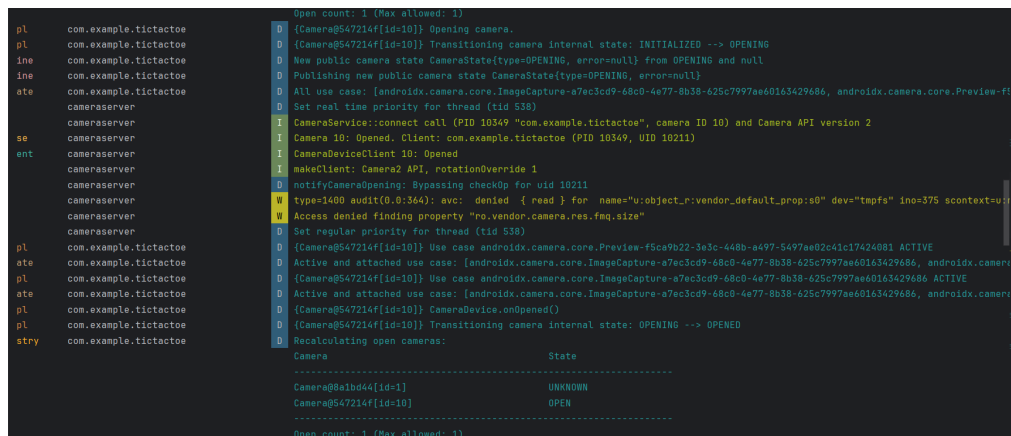 Open count: 1 (Max allowed: 1)
pl com.example.tictactoe D {Camera@547214f[id=10]} Opening camera.
pl com.example.tictactoe D {Camera@547214f[id=10]} Transitioning camera internal state: INITIALIZED --> OPENING
ine com.example.tictactoe D New public camera state CameraState{type=OPENING, error=null} from OPENING and null
ine com.example.tictactoe D Publishing new public camera state CameraState{type=OPENING, error=null}
ate com.example.tictactoe D All use case: [androidx.camera.core.ImageCapture-a7ec3cd9-68c0-4e77-8b38-625c7997ae60163429686, androidx.camera.core.Preview-f5
cameraserver D Set real time priority for thread (tid 538)
cameraserver I CameraService::connect call (PID 10349 "com.example.tictactoe", camera ID 10) and Camera API version 2
se cameraserver I Camera 10: Opened. Client: com.example.tictactoe (PID 10349, UID 10211)
ent cameraserver I CameraDeviceClient 10: Opened
cameraserver I makeClient: Camera2 API, rotationOverride 1
cameraserver D notifyCameraOpening: Bypassing checkOp for uid 10211
cameraserver W type=1400 audit(0.0:364): avc: denied { read } for name="u:object_r:vendor_default_prop:s0" dev="tmpfs" ino=375 scontext=u:r
cameraserver W Access denied finding property "ro.vendor.camera.res.fmq.size"
cameraserver D Set regular priority for thread (tid 538)
pl com.example.tictactoe D {Camera@547214f[id=10]} Use case androidx.camera.core.Preview-f5ca9b22-3e3c-448b-a497-5497ae02c41c17424081 ACTIVE
ate com.example.tictactoe D Active and attached use case: [androidx.camera.core.ImageCapture-a7ec3cd9-68c0-4e77-8b38-625c7997ae60163429686, androidx.camera
pl com.example.tictactoe D {Camera@547214f[id=10]} Use case androidx.camera.core.ImageCapture-a7ec3cd9-68c0-4e77-8b38-625c7997ae60163429686 ACTIVE
ate com.example.tictactoe D Active and attached use case: [androidx.camera.core.ImageCapture-a7ec3cd9-68c0-4e77-8b38-625c7997ae60163429686, androidx.camera
pl com.example.tictactoe D {Camera@547214f[id=10]} CameraDevice.onOpened()
pl com.example.tictactoe D {Camera@547214f[id=10]} Transitioning camera internal state: OPENING --> OPENED
stry com.example.tictactoe D Recalculating open cameras:
Camera State
-------------------------------------------------------------------
Camera@8a1bd44[id=1] UNKNOWN
Camera@547214f[id=10] OPEN
-------------------------------------------------------------------
Open count: 1 (Max allowed: 1)